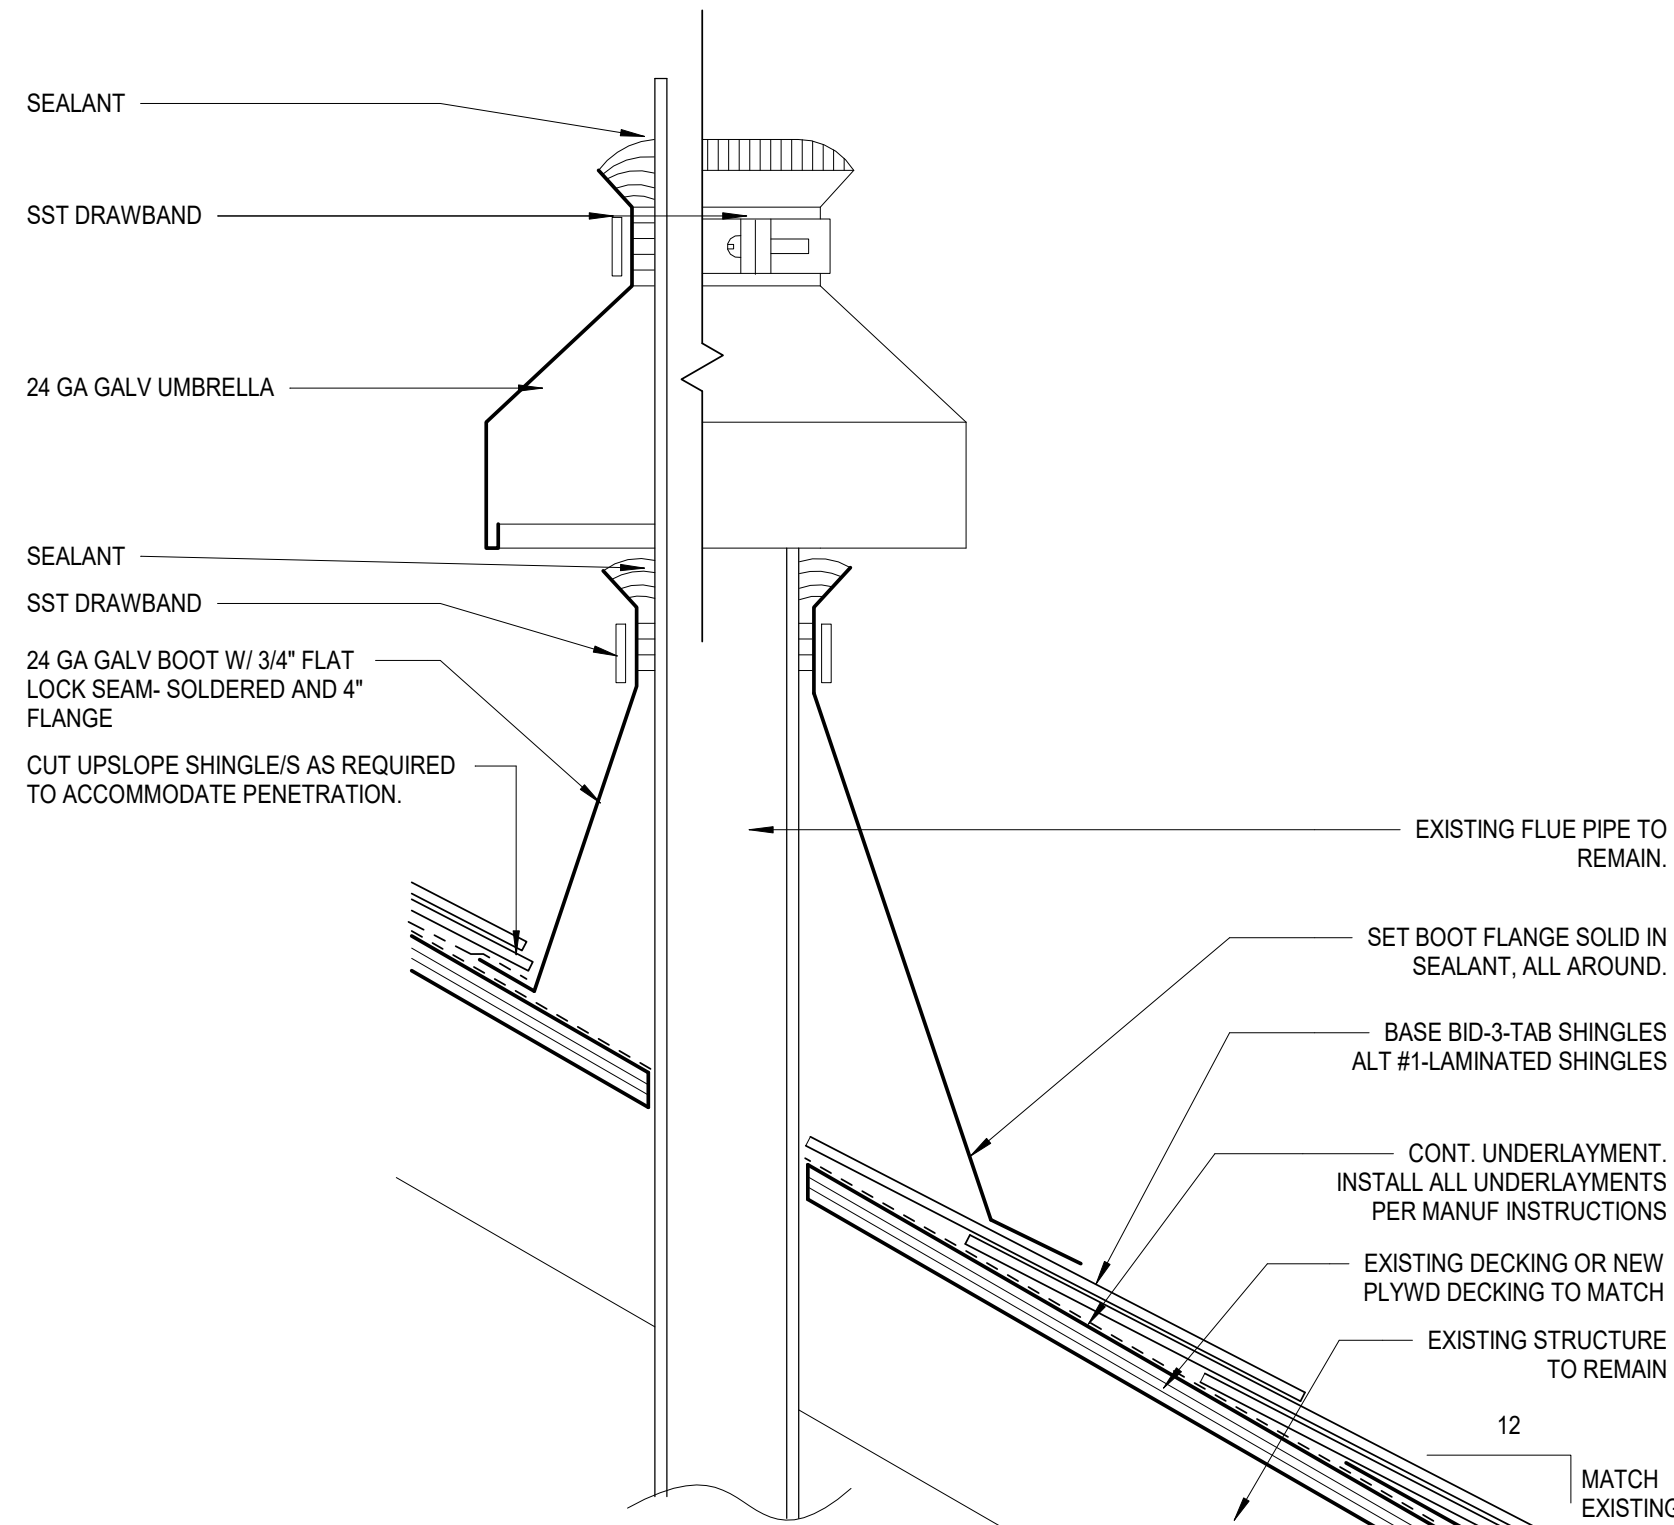 SEALANT
SST DRAWBAND
24 GA GALV UMBRELLA
SEALANT
SST DRAWBAND
24 GA GALV BOOT W/ 3/4" FLAT
LOCK SEAM- SOLDERED AND 4"
FLANGE
CUT UPSLOPE SHINGLE/S AS REQUIRED
TO ACCOMMODATE PENETRATION.
EXISTING FLUE PIPE TO
REMAIN.
SET BOOT FLANGE SOLID IN
SEALANT, ALL AROUND.
BASE BID-3-TAB SHINGLES
ALT #1-LAMINATED SHINGLES
CONT. UNDERLAYMENT.
INSTALL ALL UNDERLAYMENTS
PER MANUF INSTRUCTIONS
EXISTING DECKING OR NEW
PLYWD DECKING TO MATCH
EXISTING STRUCTURE
TO REMAIN
12
MATCH
EXISTING